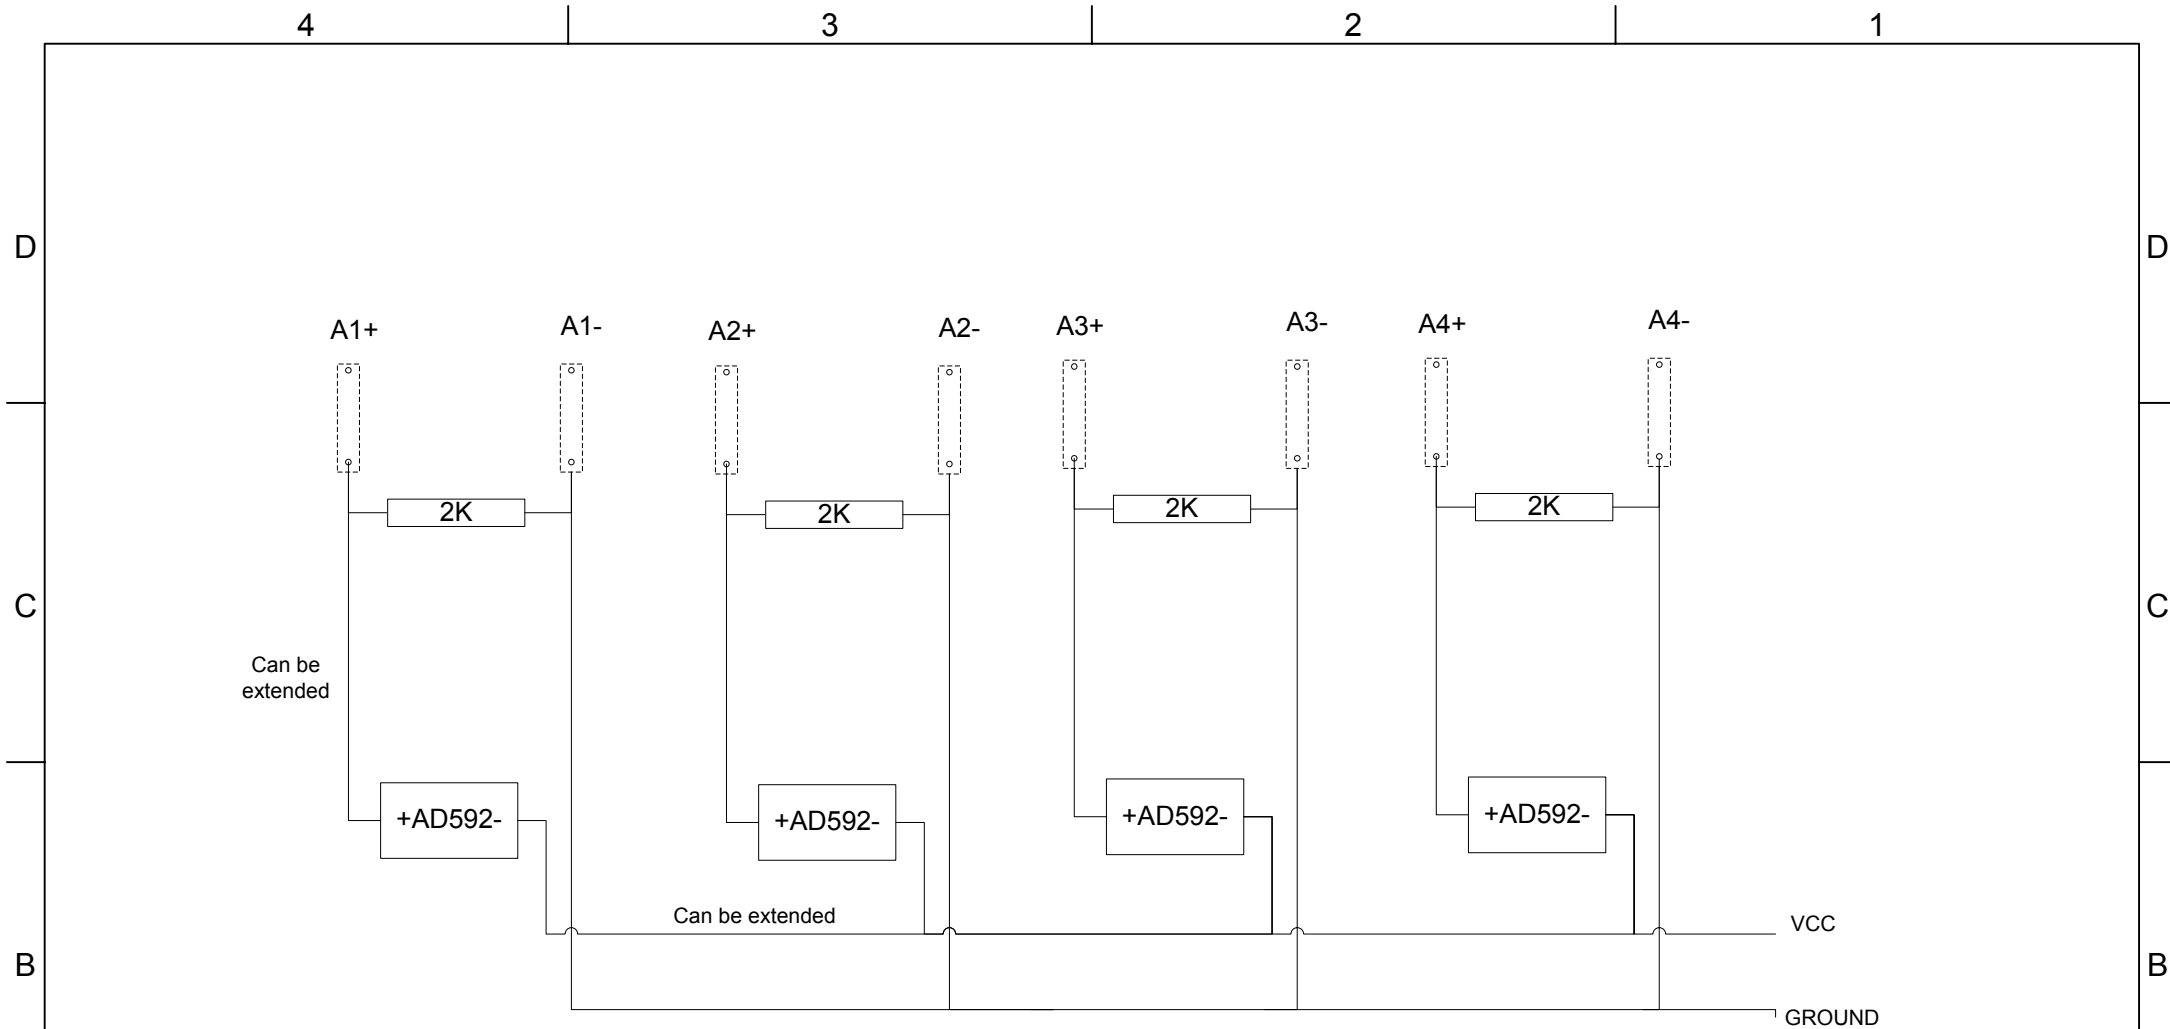 4 3 2 1
D D
A1+ A1- A2+ A2- A3+ A3- A4+ A4-
2K 2K 2K 2K
C C
Can be
extended
+AD592- +AD592- +AD592- +AD592-
Can be extended
VCC
B B
GROUND